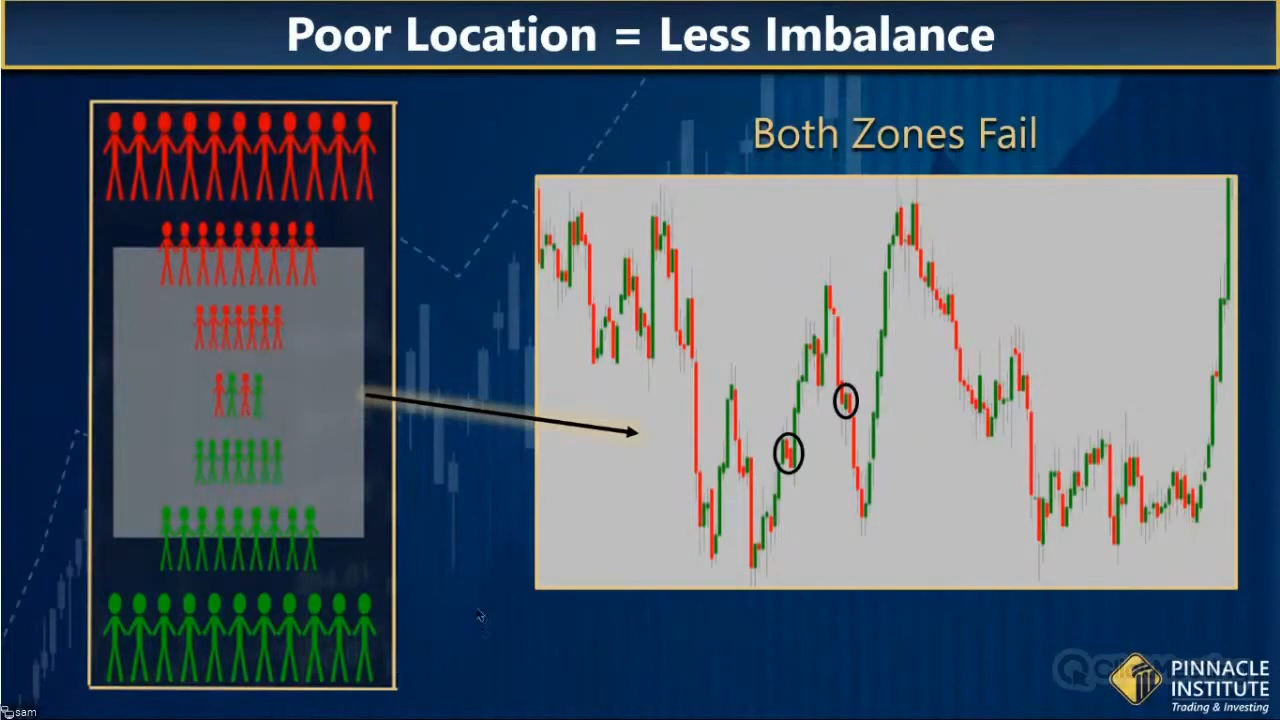 Poor Location = Less Imbalance
Both Zones Fail
PINNACLE
INSTITUTE
Trading & Investing
sam